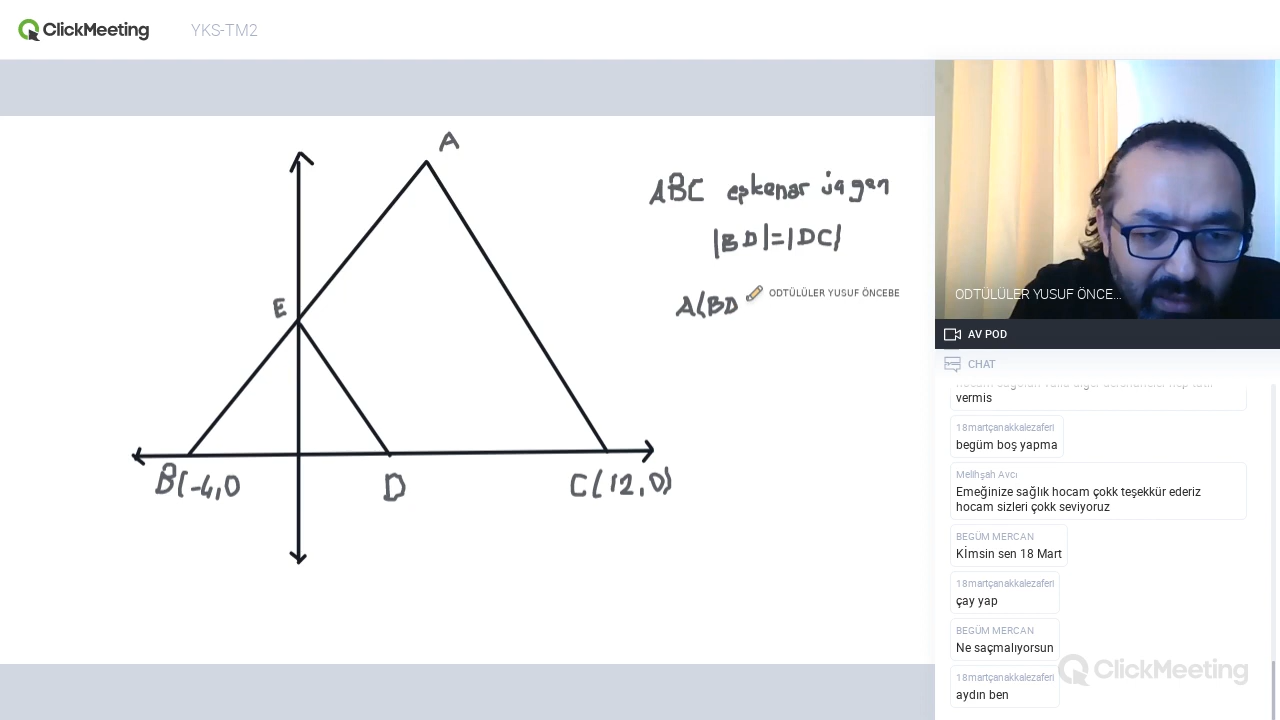 ClickMeeting
YKS-TM2
A
ABC eşkenar üçgen
|BD|=|DC|
A(BD
ODTÜLÜLER YUSUF ÖNCEBE
E
B(-4,0
D
C(12,0)
ODTÜLÜLER YUSUF ÖNCE...
AV POD
CHAT
vermis
18martçanakkalezaferi
begüm boş yapma
Melihşah Avcı
Emeğinize sağlık hocam çokk teşekkür ederiz
hocam sizleri çokk seviyoruz
BEGÜM MERCAN
Kİmsin sen 18 Mart
18martçanakkalezaferi
çay yap
BEGÜM MERCAN
Ne saçmalıyorsun
18martçanakkalezaferi
aydın ben
ClickMeeting